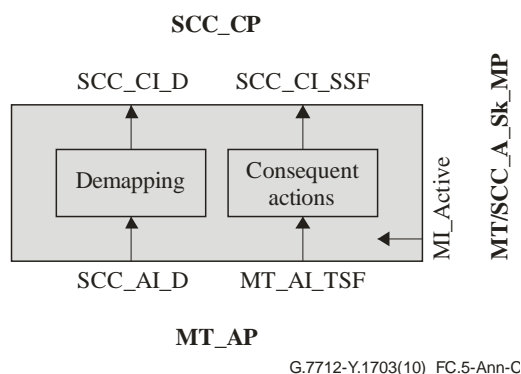 SCC_CP
SCC_CI_D
SCC_CI_SSF
Demapping
Consequent
actions
MI_Active
MT/SCC_A_Sk_MP
SCC_AI_D
MT_AI_TSF
MT_AP
G.7712-Y.1703(10)_FC.5-Ann-C